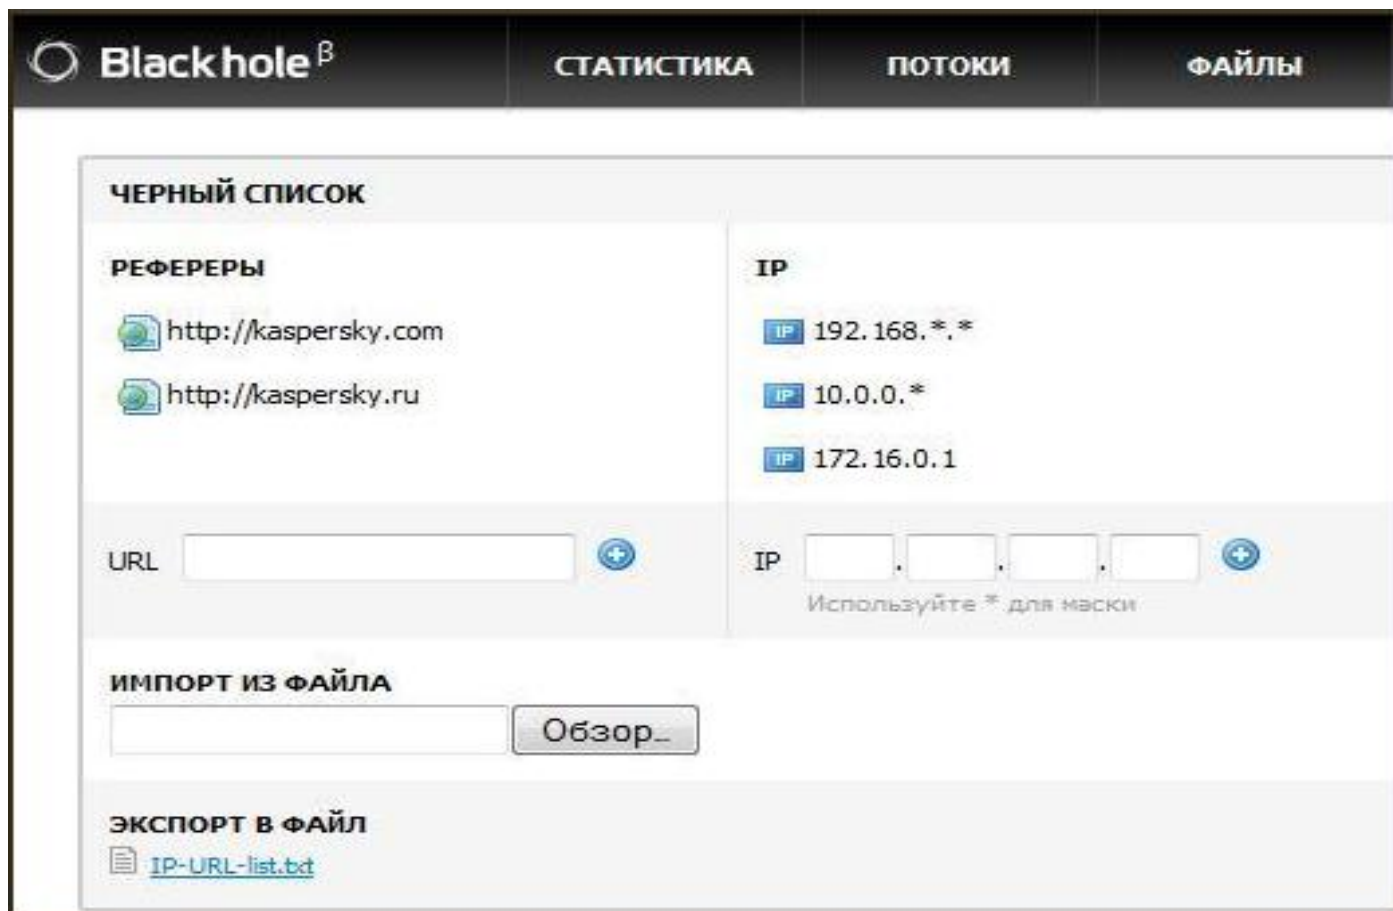 Blackhole β СТАТИСТИКА ПОТОКИ ФАЙЛЫ
ЧЕРНЫЙ СПИСОК
РЕФЕРЕРЫ
http://kaspersky.com
http://kaspersky.ru
IP
IP 192.168.*.*
IP 10.0.0.*
IP 172.16.0.1
URL
IP . . .
Используйте * для маски
ИМПОРТ ИЗ ФАЙЛА
Обзор...
ЭКСПОРТ В ФАЙЛ
IP-URL-list.txt